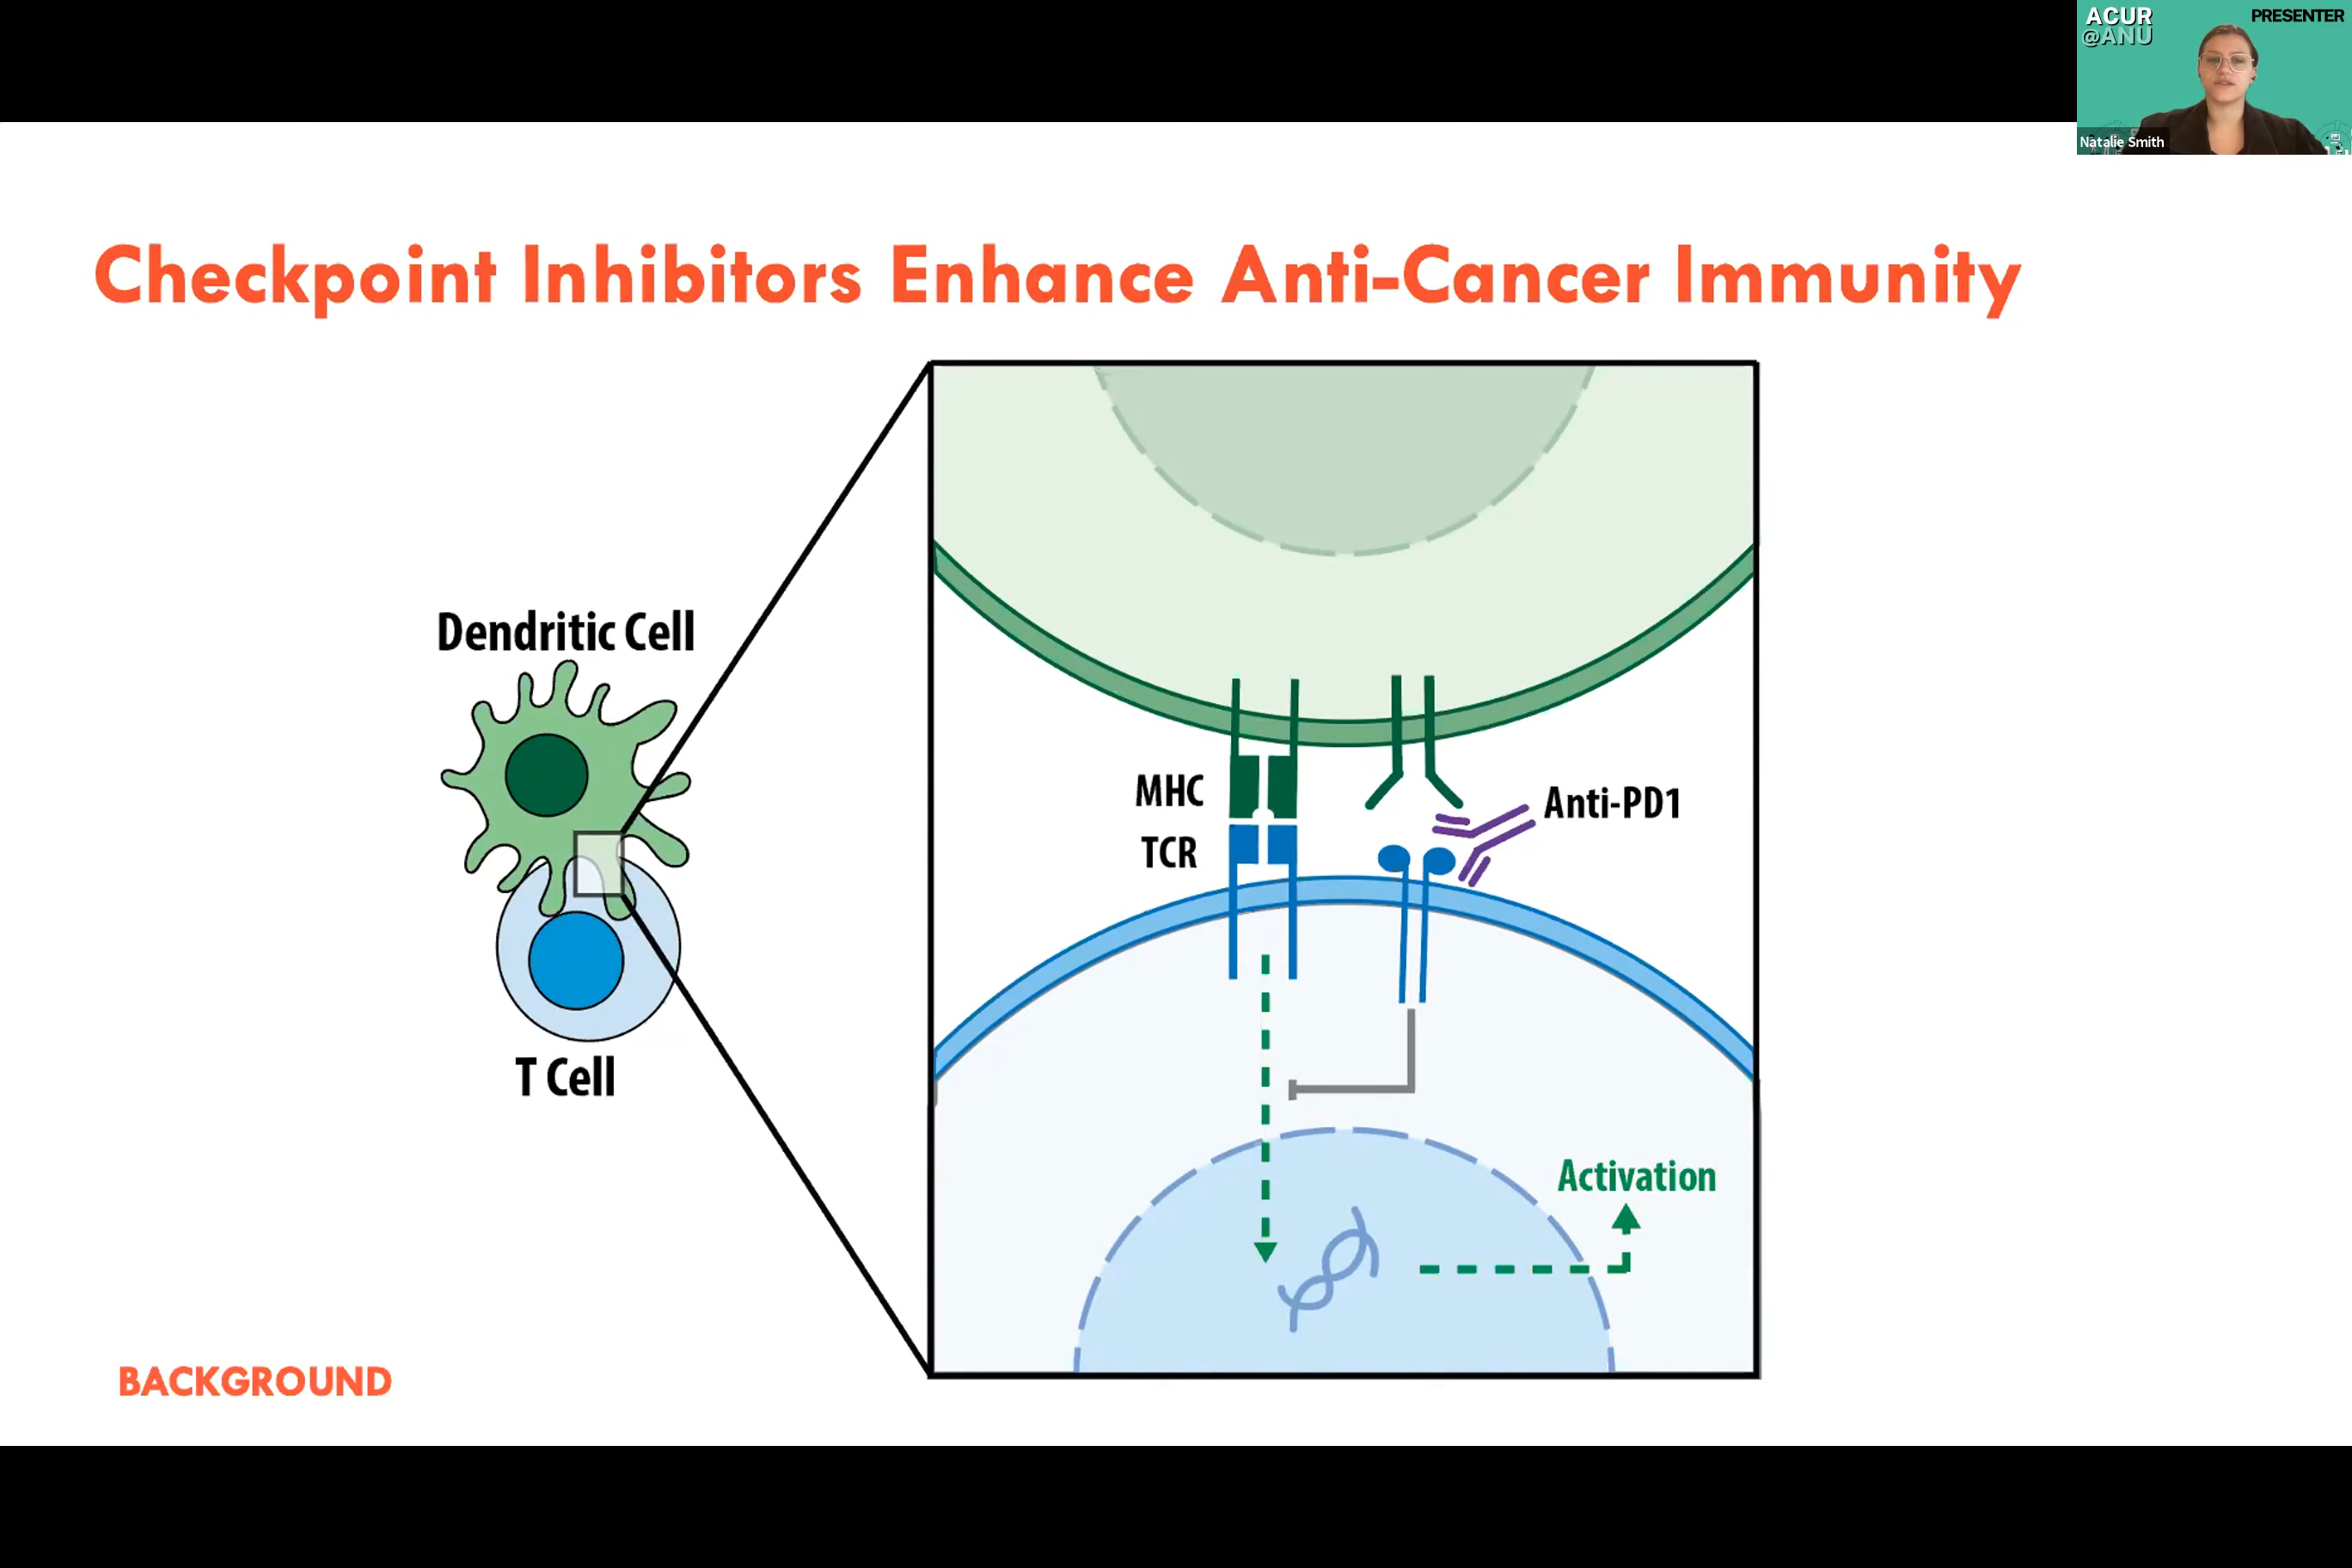 ACUR
@ANU
PRESENTER
Natalie Smith
Checkpoint Inhibitors Enhance Anti-Cancer Immunity
Dendritic Cell
T Cell
MHC
TCR
Anti-PD1
Activation
BACKGROUND